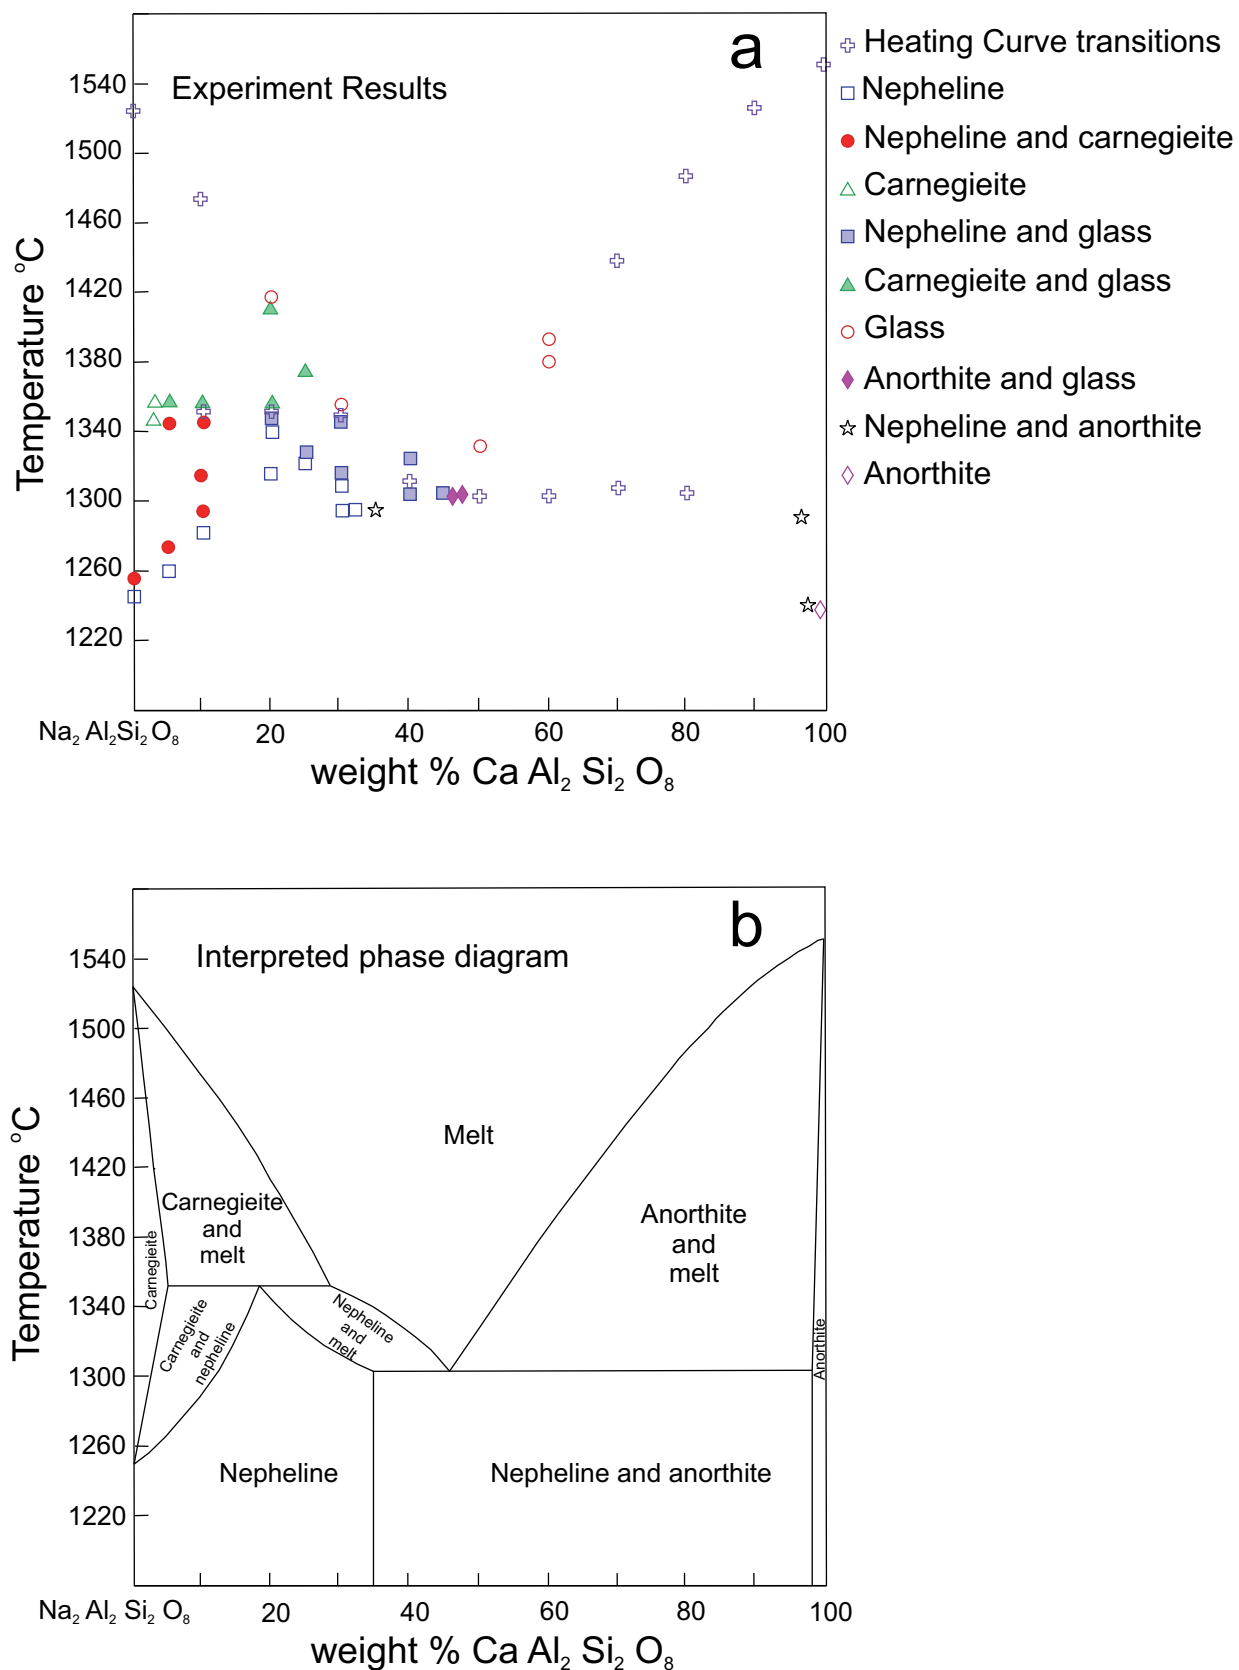 a
Experiment Results
Temperature °C
1540
1500
1460
1420
1380
1340
1300
1260
1220
Na₂ Al₂Si₂ O₈
20
40
60
80
100
weight % Ca Al₂ Si₂ O₈
Heating Curve transitions
Nepheline
Nepheline and carnegieite
Carnegieite
Nepheline and glass
Carnegieite and glass
Glass
Anorthite and glass
Nepheline and anorthite
Anorthite
b
Interpreted phase diagram
Temperature °C
1540
1500
1460
1420
1380
1340
1300
1260
1220
Melt
Carnegieite
and
melt
Anorthite
and
melt
Carnegieite
Carnegieite
and
nepheline
Nepheline
and
melt
Anorthite
Nepheline
Nepheline and anorthite
Na₂ Al₂ Si₂ O₈
20
40
60
80
100
weight % Ca Al₂ Si₂ O₈